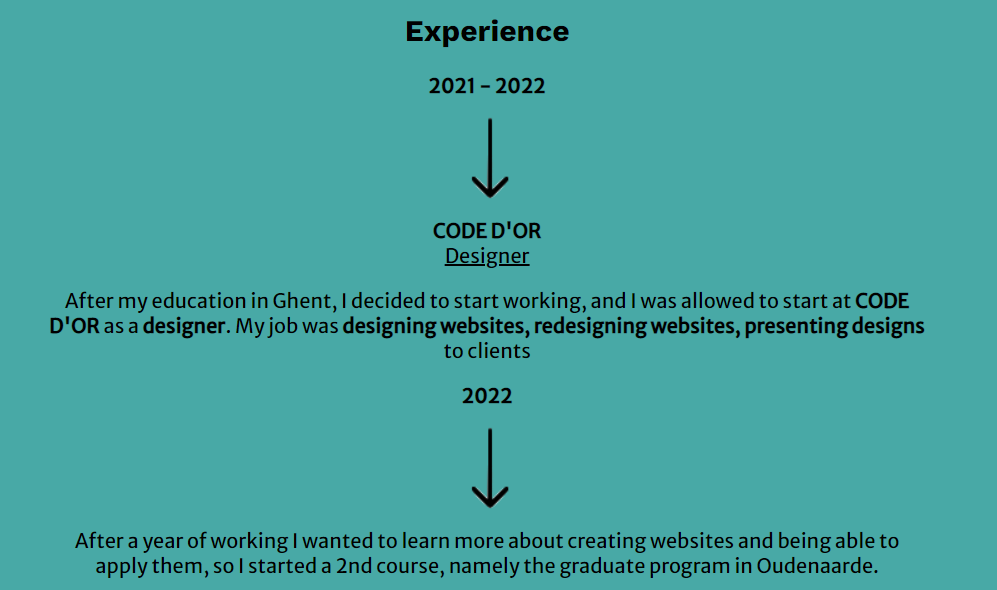 Experience
2021 – 2022
CODE D'OR
Designer
After my education in Ghent, I decided to start working, and I was allowed to start at CODE
D'OR as a designer. My job was designing websites, redesigning websites, presenting designs
to clients
2022
After a year of working I wanted to learn more about creating websites and being able to
apply them, so I started a 2nd course, namely the graduate program in Oudenaarde.